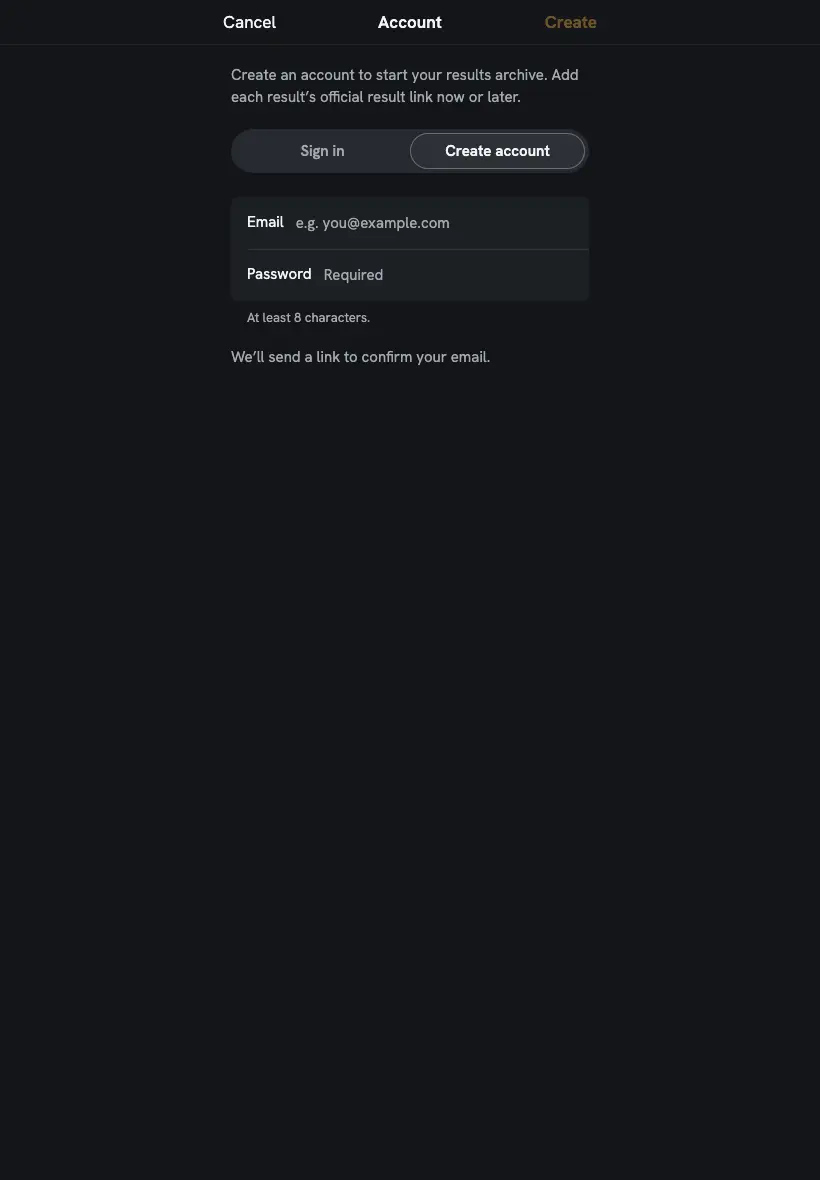 Cancel
Account
Create
Create an account to start your results archive. Add
each result’s official result link now or later.
Sign in
Create account
Email e.g. you@example.com
Password Required
At least 8 characters.
We’ll send a link to confirm your email.